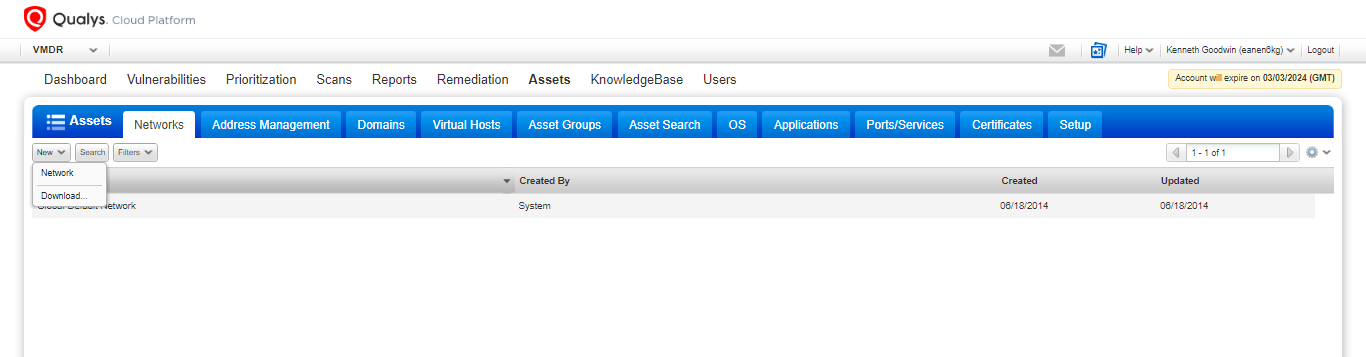 Qualys. Cloud Platform
VMDR
Help
Kenneth Goodwin (eanen6kg)
Logout
Dashboard Vulnerabilities Prioritization Scans Reports Remediation Assets KnowledgeBase Users
Account will expire on 03/03/2024 (GMT)
Assets Networks Address Management Domains Virtual Hosts Asset Groups Asset Search OS Applications Ports/Services Certificates Setup
New Search Filters 1 - 1 of 1
Network
Created By Created Updated
Download...
Global Default Network System 06/18/2014 06/18/2014